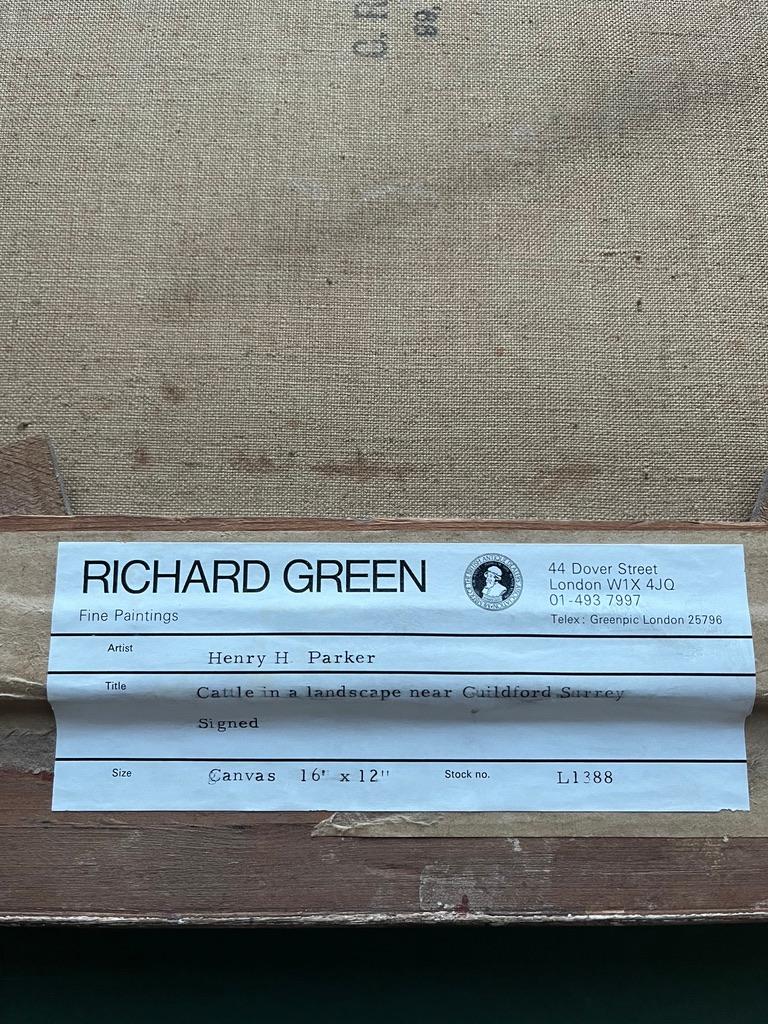 RICHARD GREEN
Fine Paintings
44 Dover Street
London W1X 4JQ
01-493 7997
Telex: Greenpic London 25796
Artist Henry H Parker
Title Cattle in a landscape near Guildford Surrey
Signed
Size Canvas 16" x 12" Stock no. L1388